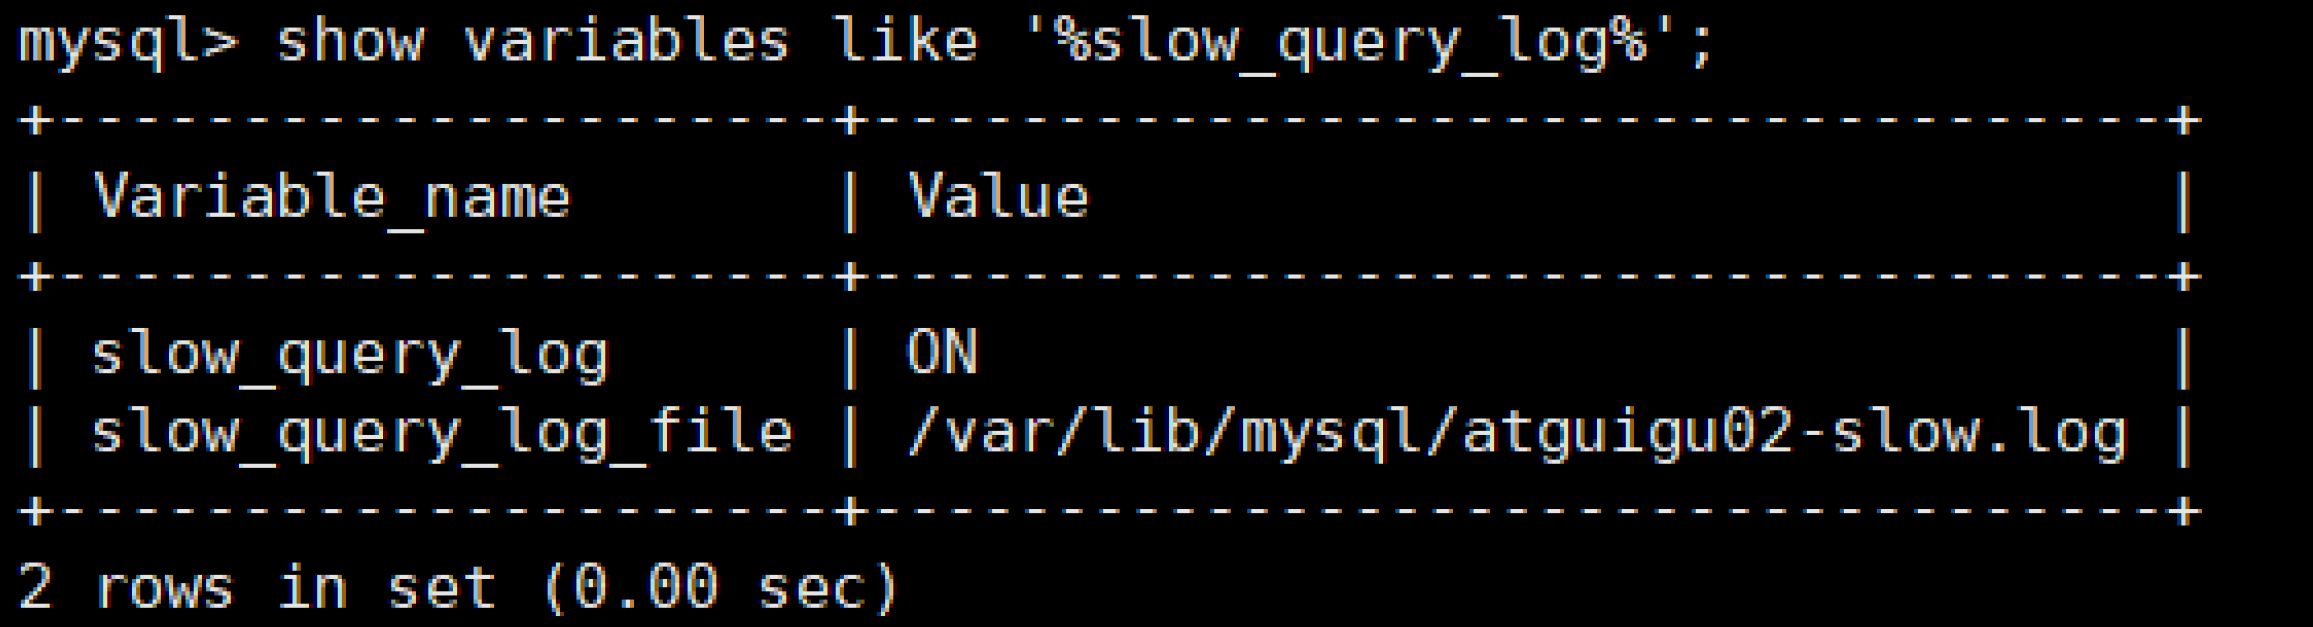 mysql> show variables like '%slow_query_log%';
+---------------------+-----------------------------------+
| Variable_name       | Value                             |
+---------------------+-----------------------------------+
| slow_query_log      | ON                                |
| slow_query_log_file | /var/lib/mysql/atguigu02-slow.log |
+---------------------+-----------------------------------+
2 rows in set (0.00 sec)